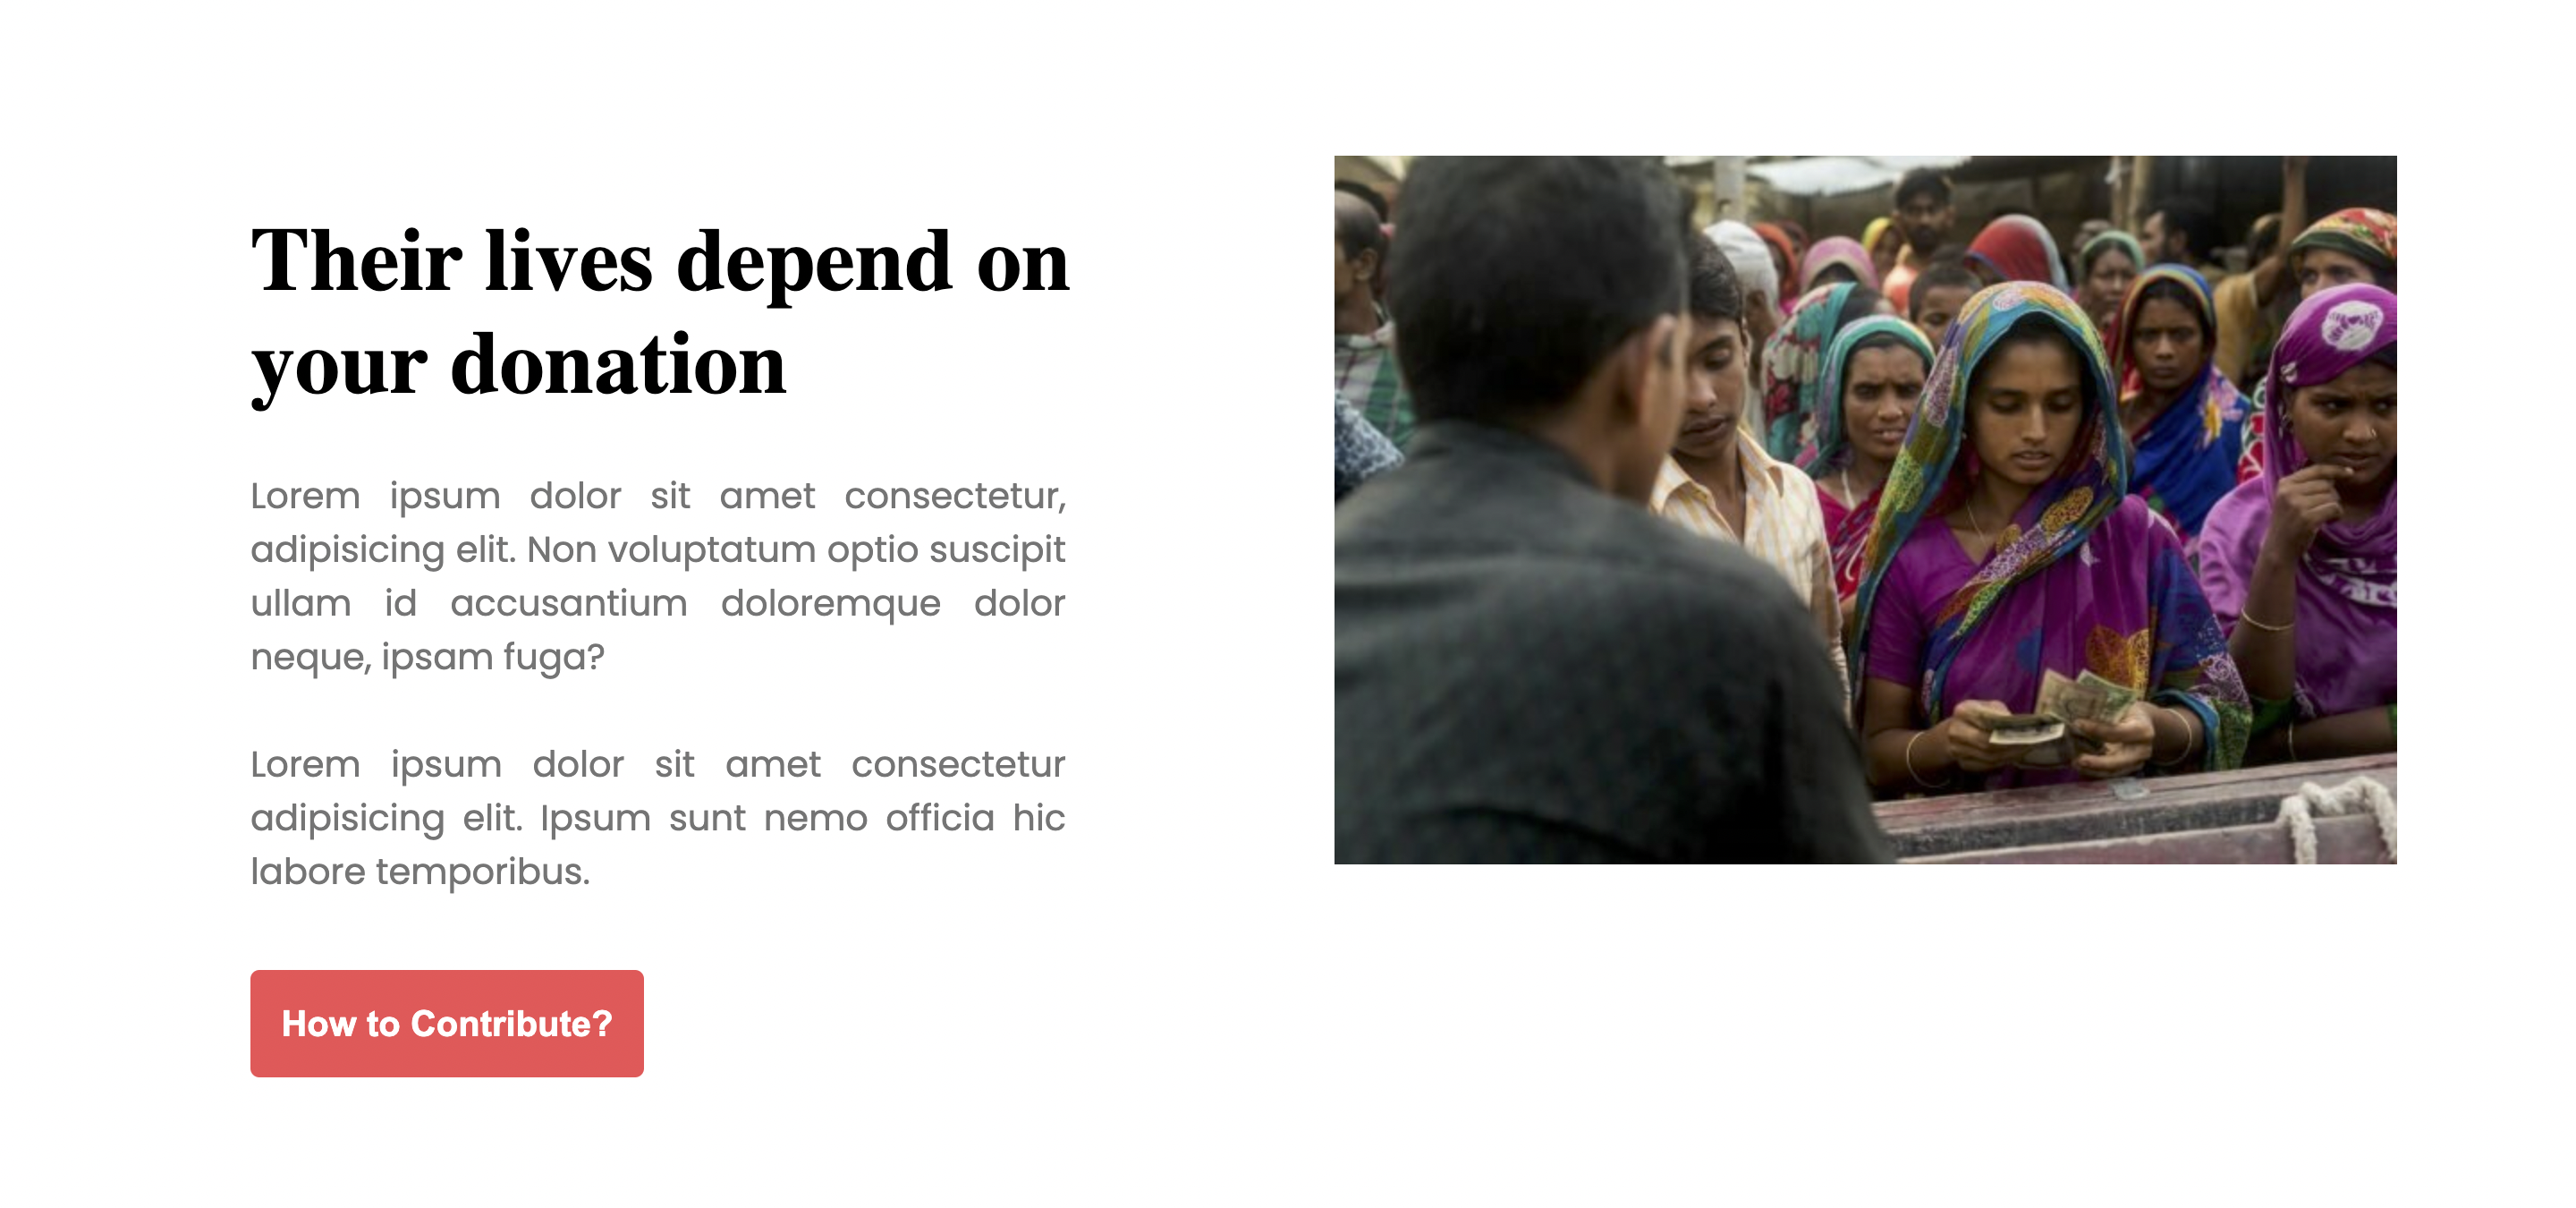 Their lives depend on
your donation
Lorem ipsum dolor sit amet consectetur,
adipisicing elit. Non voluptatum optio suscipit
ullam id accusantium doloremque dolor
neque, ipsam fuga?
Lorem ipsum dolor sit amet consectetur
adipisicing elit. Ipsum sunt nemo officia hic
labore temporibus.
How to Contribute?